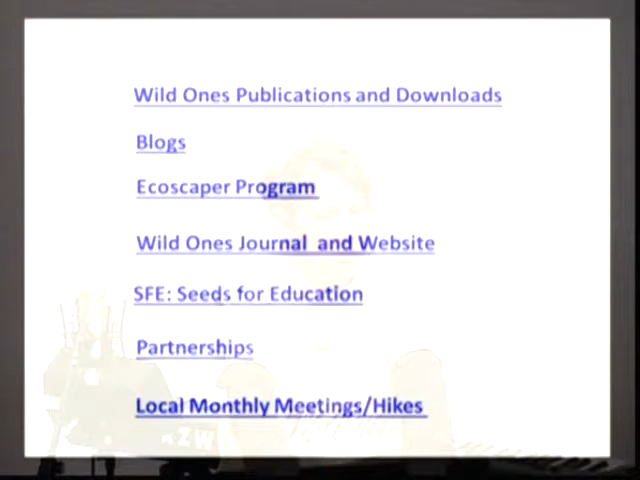 Wild Ones Publications and Downloads
Blogs
Ecoscaper Program
Wild Ones Journal and Website
SFE: Seeds for Education
Partnerships
Local Monthly Meetings/Hikes